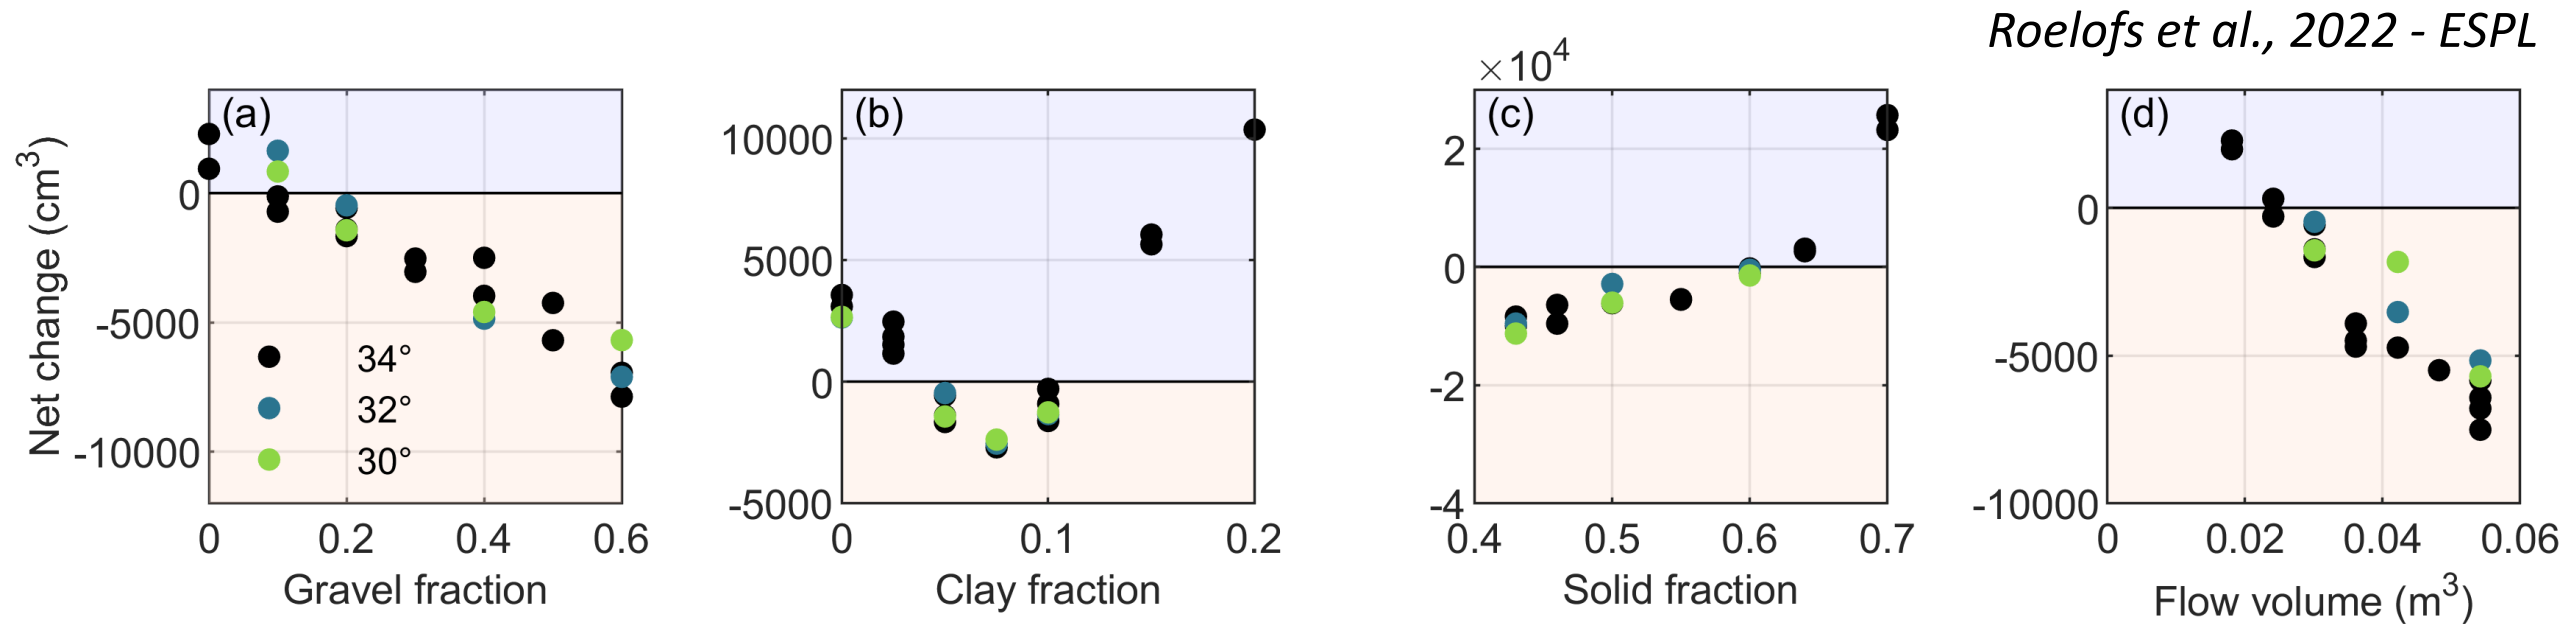 Roelofs et al., 2022 - ESPL
Net change (cm³)
(a)
0
-5000
-10000
34°
32°
30°
0 0.2 0.4 0.6
Gravel fraction
(b)
10000
5000
0
-5000
0 0.1 0.2
Clay fraction
×10⁴
(c)
2
0
-2
-4
0.4 0.5 0.6 0.7
Solid fraction
(d)
0
-5000
-10000
0 0.02 0.04 0.06
Flow volume (m³)